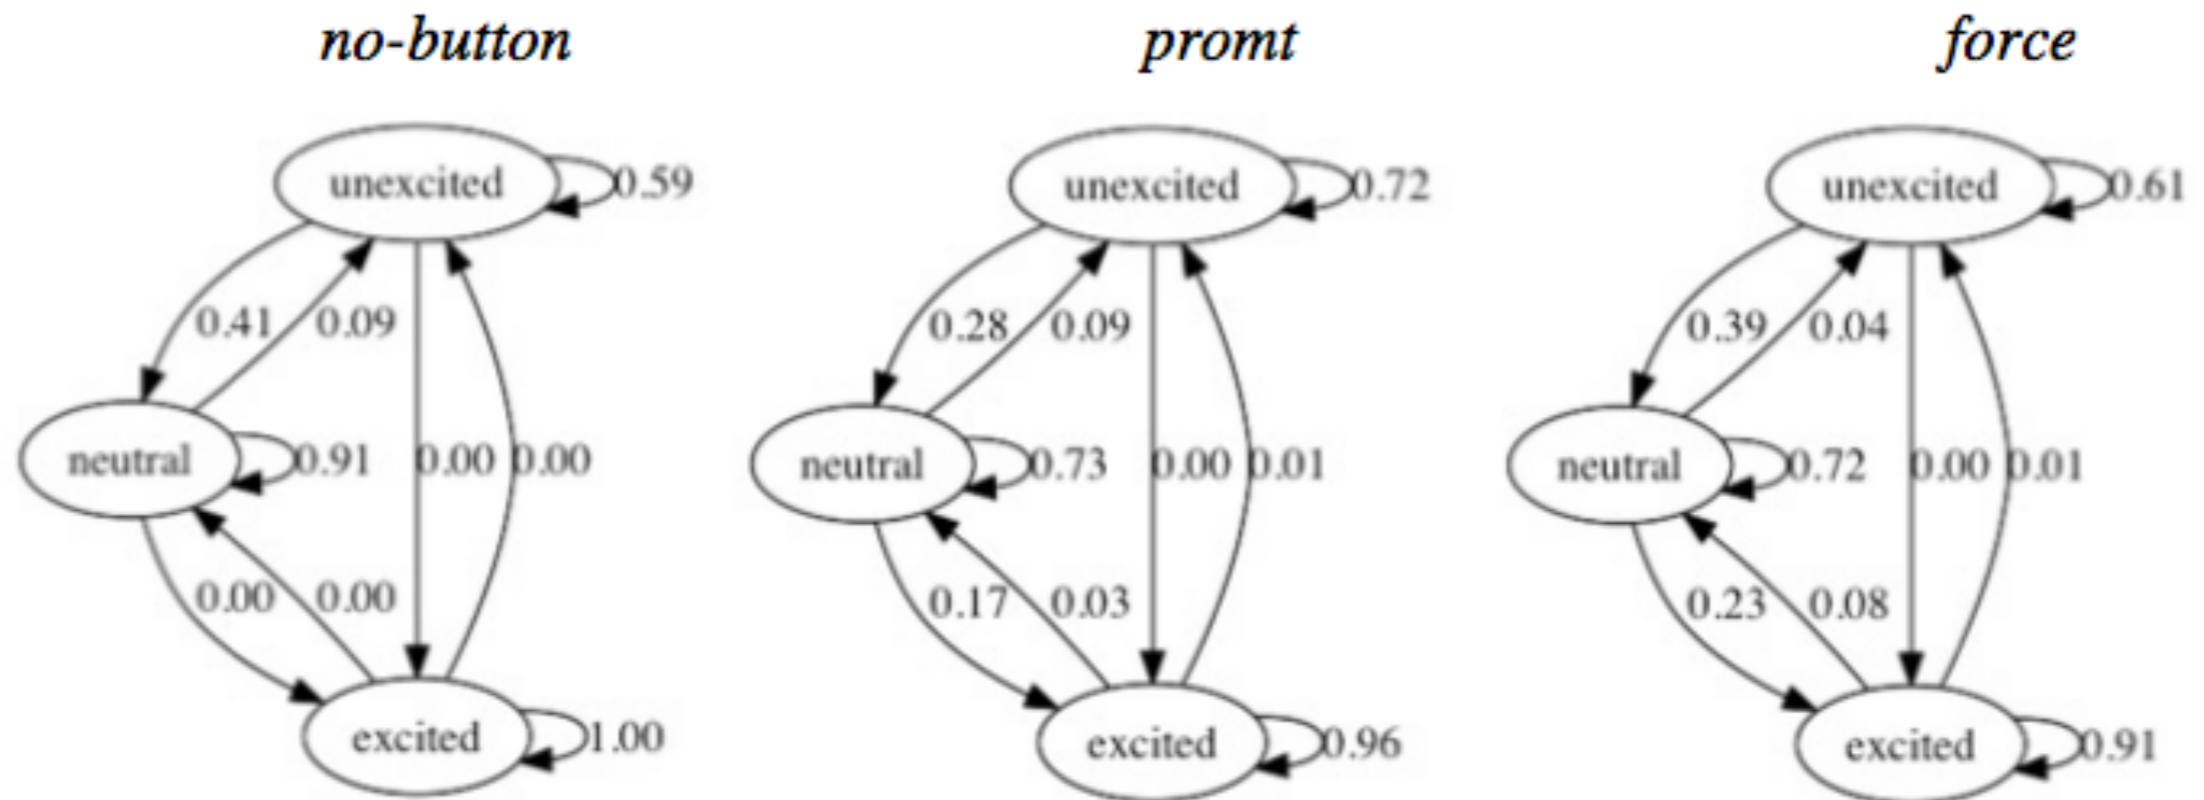 no-button promt force
unexcited 0.59 unexcited 0.72 unexcited 0.61
0.41 0.09 0.28 0.09 0.39 0.04
neutral 0.91 0.00 0.00 neutral 0.73 0.00 0.01 neutral 0.72 0.00 0.01
0.00 0.00 0.17 0.03 0.23 0.08
excited 1.00 excited 0.96 excited 0.91